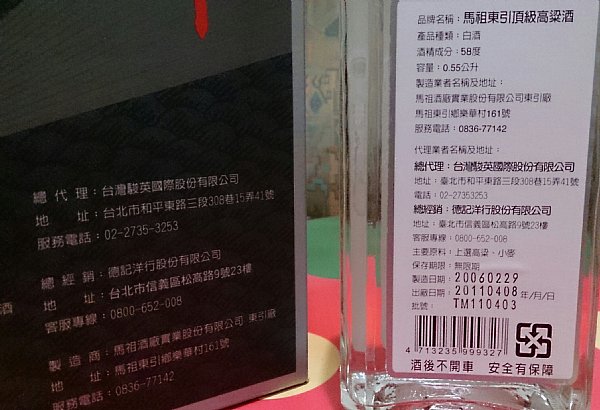 總 代 理：台灣駿英國際股份有限公司
地　　址：台北市和平東路三段308巷15弄41號
服務電話：02-2735-3253
總 經 銷：德記洋行股份有限公司
地　　址：台北市信義區松高路9號23樓
客服專線：0800-652-008
製 造 商：馬祖酒廠實業股份有限公司 東引廠
地　　址：馬祖東引鄉樂華村161號
服務電話：0836-77142
酒
品牌名稱：馬祖東引頂級高粱酒
產品種類：白酒
酒精成分：58度
容量：0.55公升
製造業者名稱及地址：
馬祖酒廠實業股份有限公司東引廠
馬祖東引鄉樂華村161號
服務電話：0836-77142
代理業者名稱及地址：
總代理：台灣駿英國際股份有限公司
地址：臺北市和平東路三段308巷15弄41號
電話：02-27353253
總經銷：德記洋行股份有限公司
地址：臺北市信義區松高路9號23樓
客服專線：0800-652-008
主要原料：上選高粱、小麥
保存期限：無限期
製造日期：20060229
出廠日期：20110408 年/月/日
批號：TM110403
4 713235 999327
酒後不開車　安全有保障